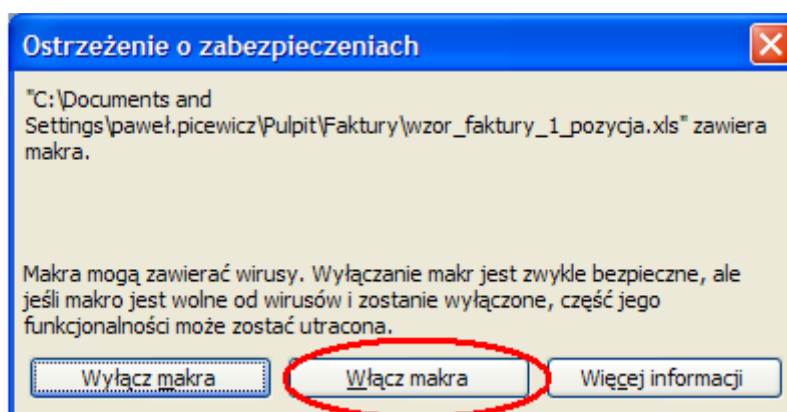 Ostrzeżenie o zabezpieczeniach
"C:\Documents and
Settings\paweł.picewicz\Pulpit\Faktury\wzor_faktury_1_pozycja.xls" zawiera
makra.
Makra mogą zawierać wirusy. Wyłączanie makr jest zwykle bezpieczne, ale
jeśli makro jest wolne od wirusów i zostanie wyłączone, część jego
funkcjonalności może zostać utracona.
Wyłącz makra
Włącz makra
Więcej informacji